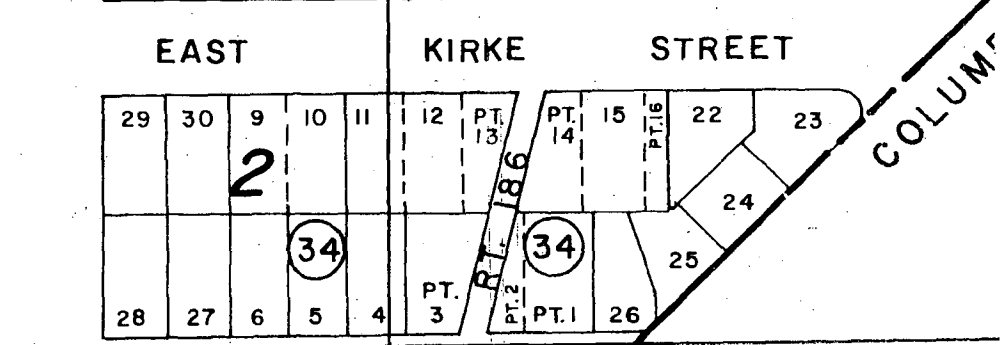 EAST KIRKE STREET
COLUM
29 30 9 10 11 12 PT. 13 PT. 14 15 PT. 16 22 23
2
RT. 186
24
34 34
25
28 27 6 5 4 PT. 3 PT. 2 PT. 1 26